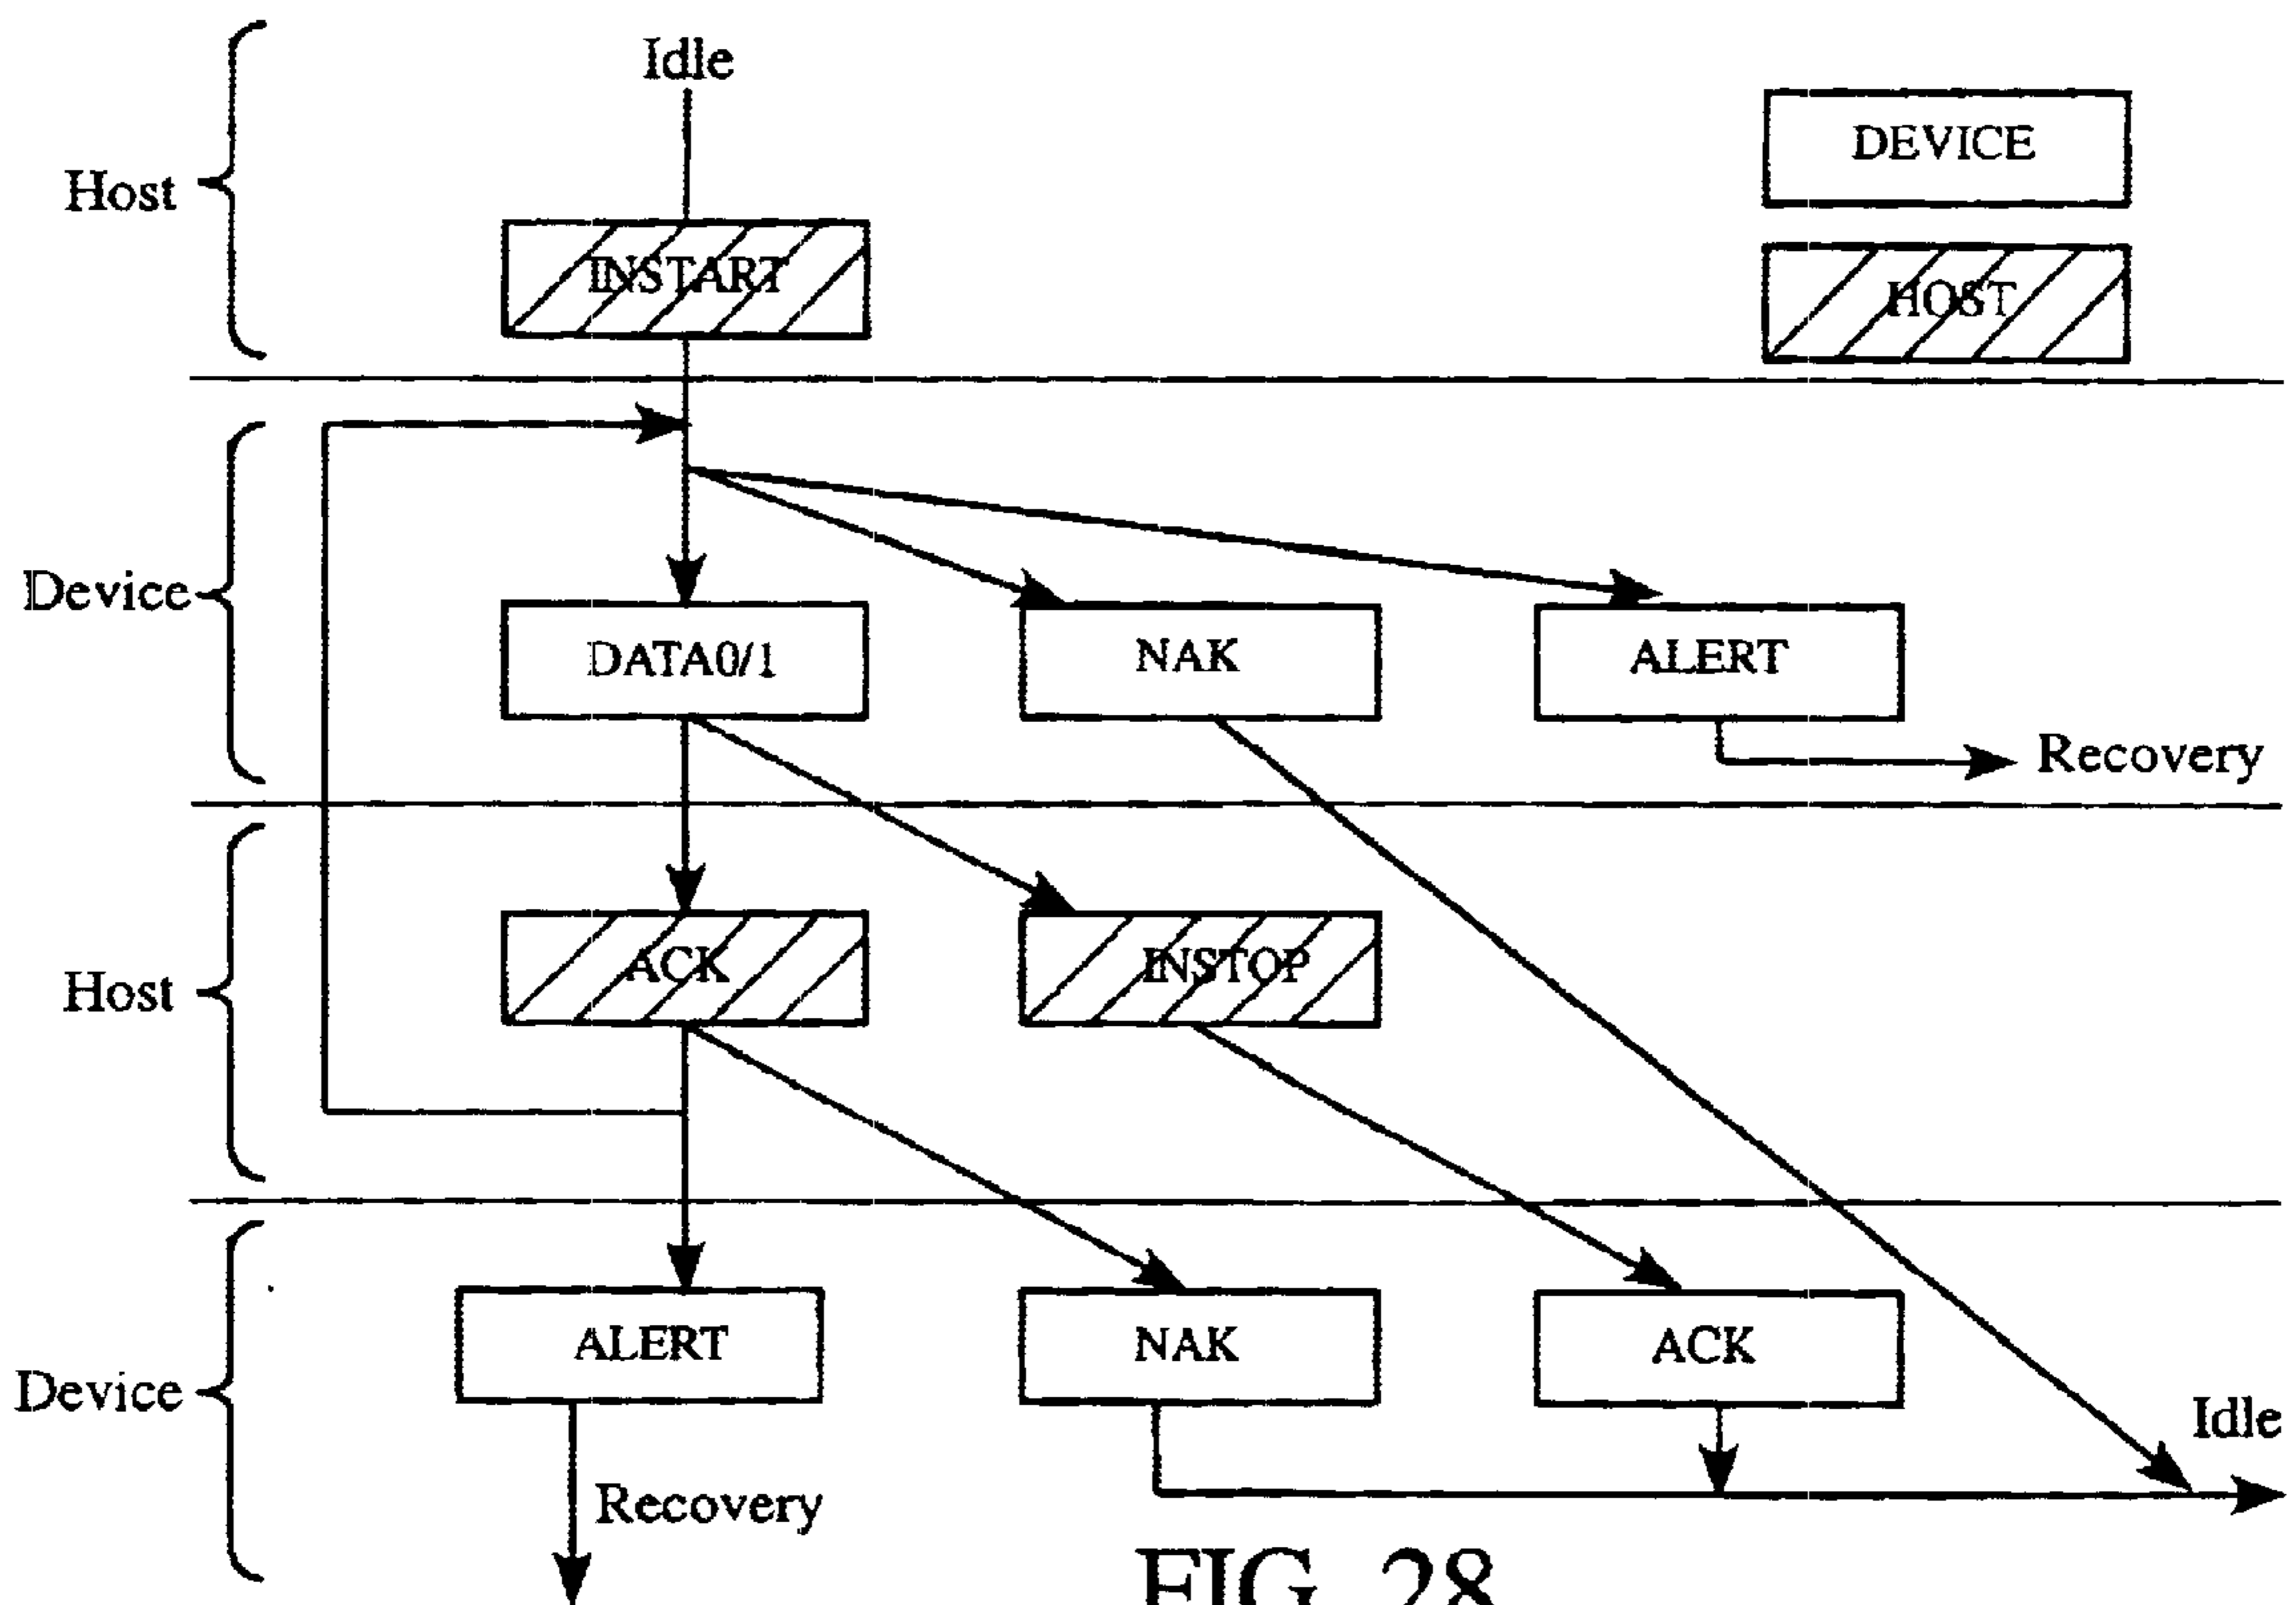 Idle
DEVICE
Host
INSTART
HOST
Device
DATA0/1
NAK
ALERT
Recovery
Host
ACK
INSTOP
Device
ALERT
NAK
ACK
Idle
Recovery
FIG. 28